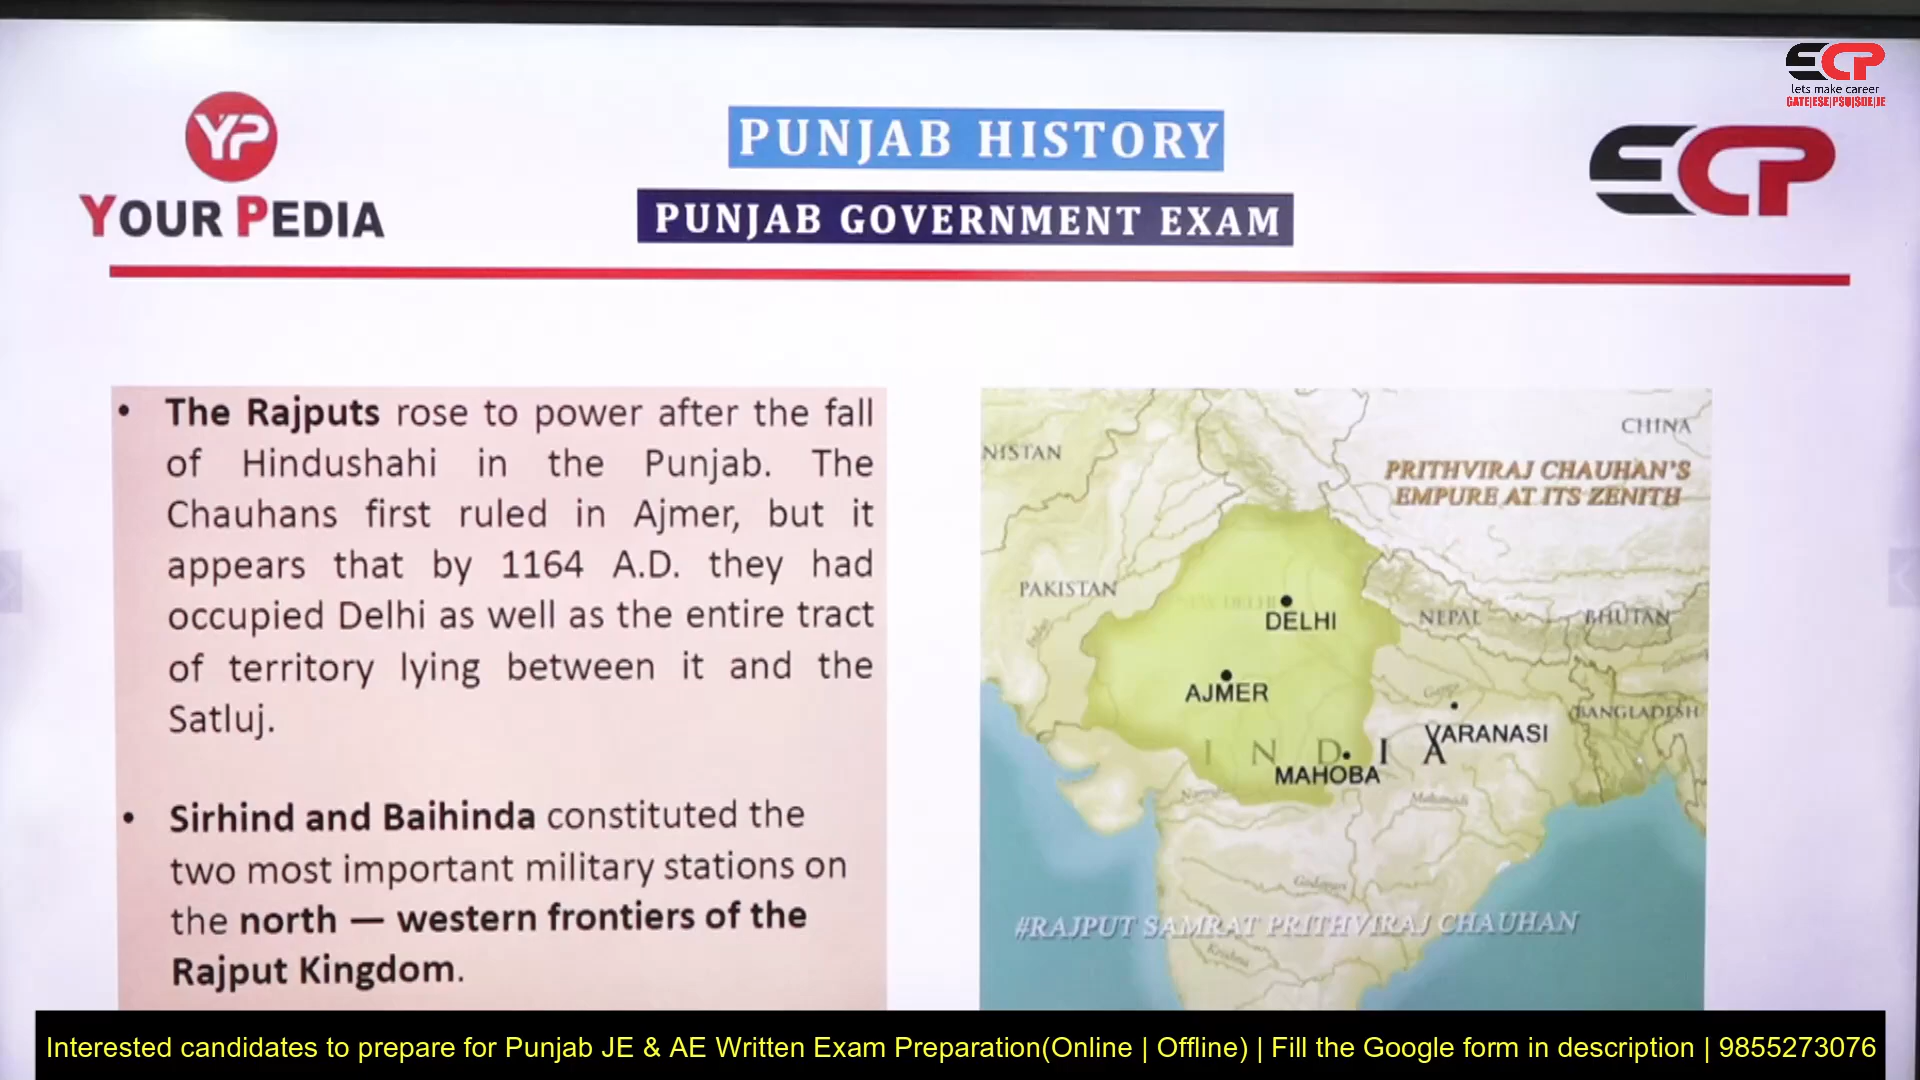 ECP
lets make career
GATE|ESE|PSU|SDE|JE
YP
YOUR PEDIA
PUNJAB HISTORY
PUNJAB GOVERNMENT EXAM
ECP
• The Rajputs rose to power after the fall
of Hindushahi in the Punjab. The
Chauhans first ruled in Ajmer, but it
appears that by 1164 A.D. they had
occupied Delhi as well as the entire tract
of territory lying between it and the
Satluj.
• Sirhind and Baihinda constituted the
two most important military stations on
the north — western frontiers of the
Rajput Kingdom.
CHINA
NISTAN
PRITHVIRAJ CHAUHAN'S
EMPURE AT ITS ZENITH
PAKISTAN
DELHI
NEPAL
BHUTAN
AJMER
BANGLADESH
VARANASI
INDIA
MAHOBA
Mahanadi
Godavari
#RAJPUT SAMRAT PRITHVIRAJ CHAUHAN
Krishna
Interested candidates to prepare for Punjab JE & AE Written Exam Preparation(Online | Offline) | Fill the Google form in description | 9855273076